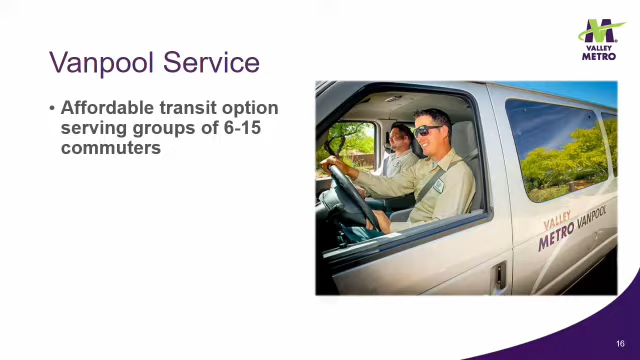 VALLEY
METRO
Vanpool Service
• Affordable transit option
serving groups of 6-15
commuters
VALLEY
METRO VANPOOL
16